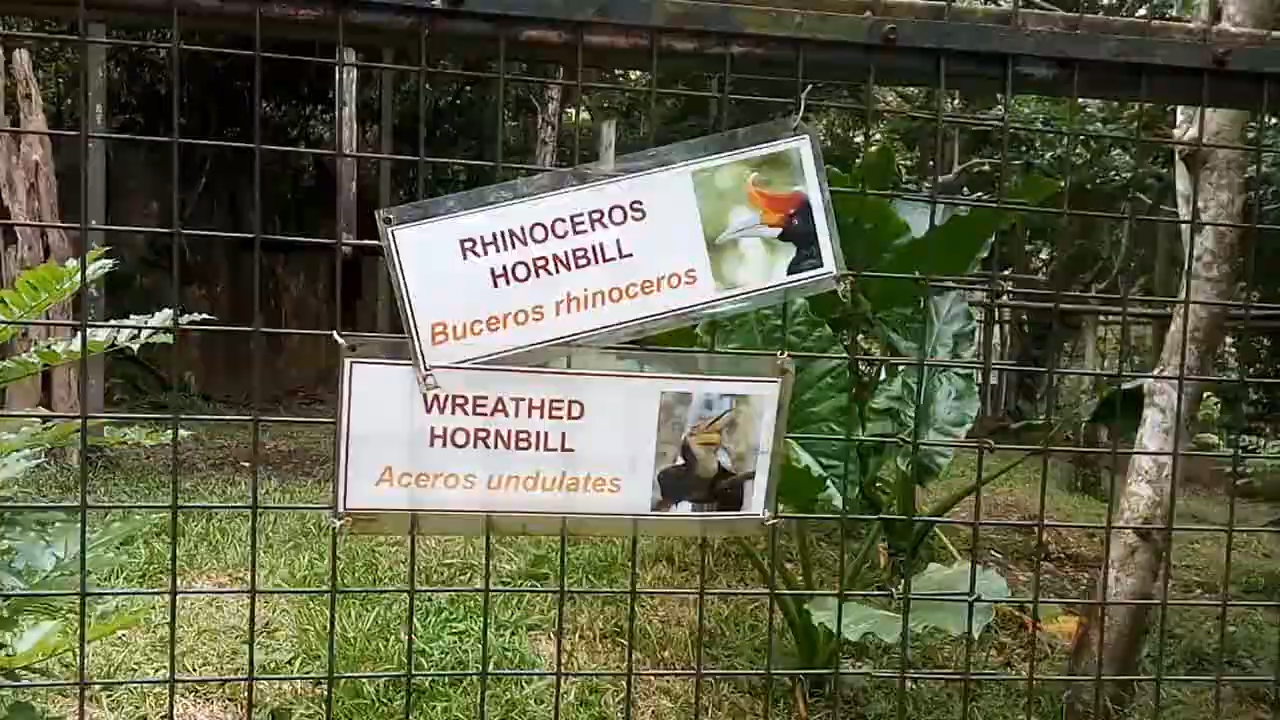 RHINOCEROS
HORNBILL
Buceros rhinoceros
WREATHED
HORNBILL
Aceros undulates